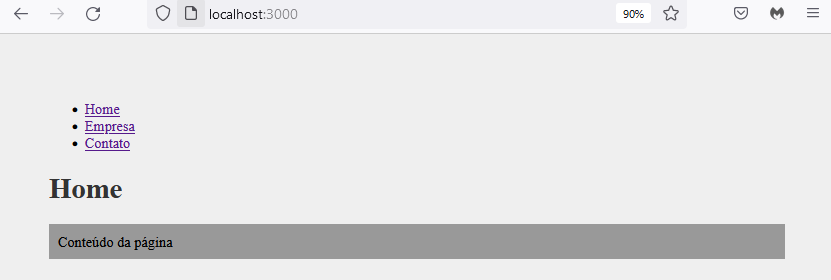 localhost:3000
90%
Home
Empresa
Contato
Home
Conteúdo da página